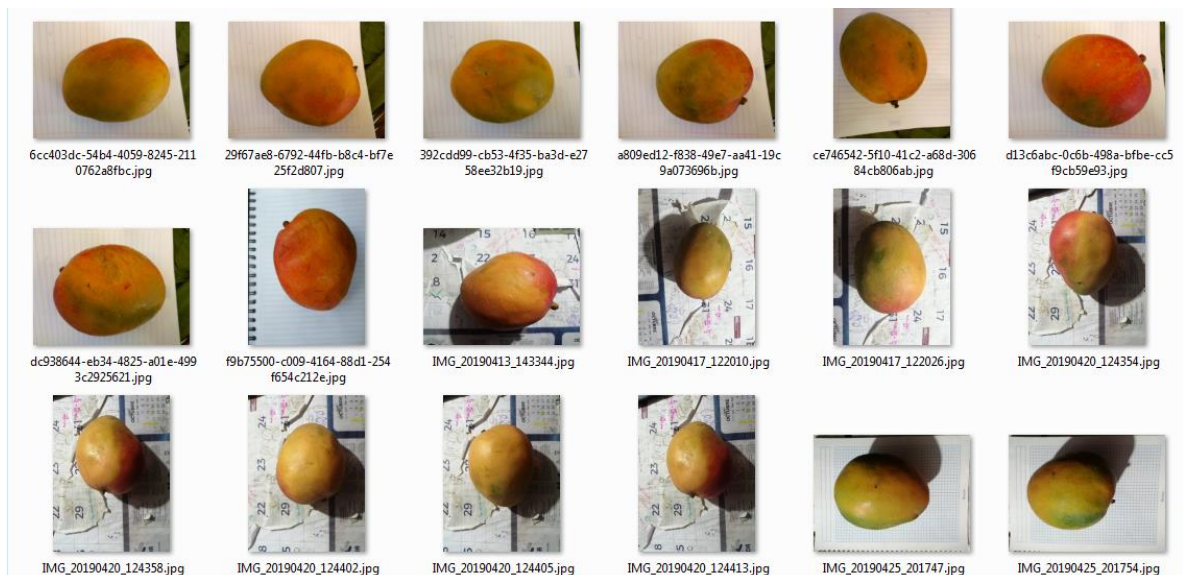 6cc403dc-54b4-4059-8245-211
0762a8fbc.jpg
29f67ae8-6792-44fb-b8c4-bf7e
25f2d807.jpg
392cdd99-cb53-4f35-ba3d-e27
58ee32b19.jpg
a809ed12-f838-49e7-aa41-19c
9a073696b.jpg
ce746542-5f10-41c2-a68d-306
84cb806ab.jpg
d13c6abc-0c6b-498a-bfbe-cc5
f9cb59e93.jpg
dc938644-eb34-4825-a01e-499
3c2925621.jpg
f9b75500-c009-4164-88d1-254
f654c212e.jpg
IMG_20190413_143344.jpg
IMG_20190417_122010.jpg
IMG_20190417_122026.jpg
IMG_20190420_124354.jpg
IMG_20190420_124358.jpg
IMG_20190420_124402.jpg
IMG_20190420_124405.jpg
IMG_20190420_124413.jpg
IMG_20190425_201747.jpg
IMG_20190425_201754.jpg